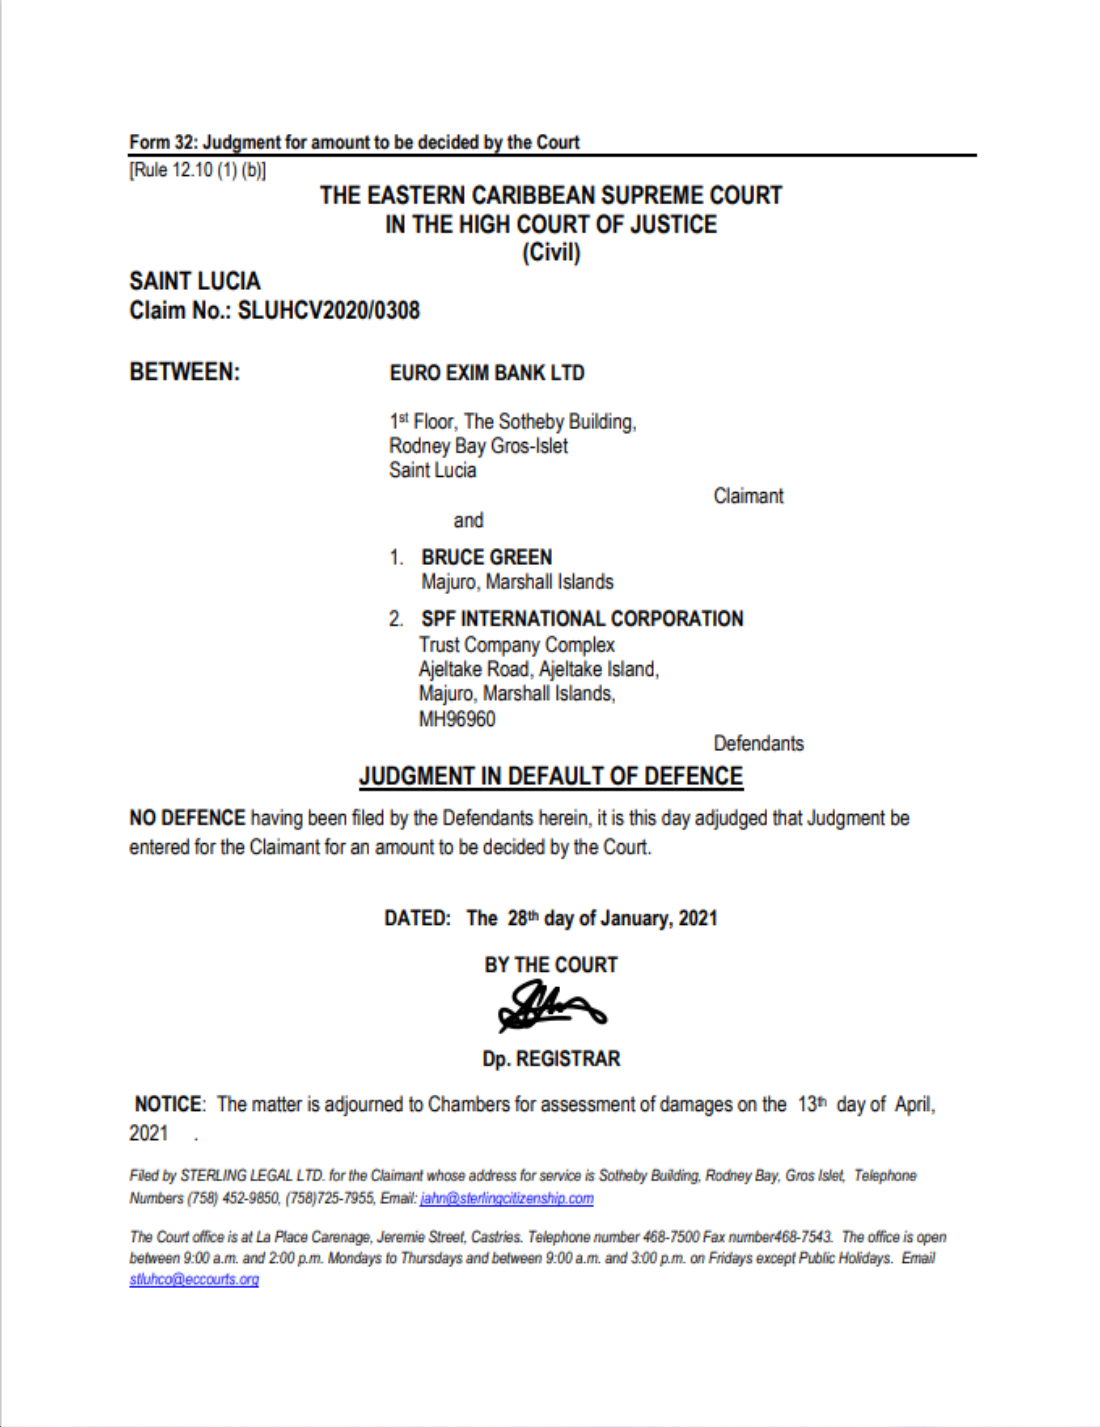 Form 32: Judgment for amount to be decided by the Court
[Rule 12.10 (1) (b)]
THE EASTERN CARIBBEAN SUPREME COURT
IN THE HIGH COURT OF JUSTICE
(Civil)
SAINT LUCIA
Claim No.: SLUHCV2020/0308
BETWEEN: EURO EXIM BANK LTD
1st Floor, The Sotheby Building,
Rodney Bay Gros-Islet
Saint Lucia
Claimant
and
1. BRUCE GREEN
Majuro, Marshall Islands
2. SPF INTERNATIONAL CORPORATION
Trust Company Complex
Ajeltake Road, Ajeltake Island,
Majuro, Marshall Islands,
MH96960
Defendants
JUDGMENT IN DEFAULT OF DEFENCE
NO DEFENCE having been filed by the Defendants herein, it is this day adjudged that Judgment be
entered for the Claimant for an amount to be decided by the Court.
DATED: The 28th day of January, 2021
BY THE COURT
Dp. REGISTRAR
NOTICE: The matter is adjourned to Chambers for assessment of damages on the 13th day of April,
2021 .
Filed by STERLING LEGAL LTD. for the Claimant whose address for service is Sotheby Building, Rodney Bay, Gros Islet, Telephone
Numbers (758) 452-9850, (758)725-7955, Email: jahn@sterlingcitizenship.com
The Court office is at La Place Carenage, Jeremie Street, Castries. Telephone number 468-7500 Fax number468-7543. The office is open
between 9:00 a.m. and 2:00 p.m. Mondays to Thursdays and between 9:00 a.m. and 3:00 p.m. on Fridays except Public Holidays. Email
stluhco@eccourts.org